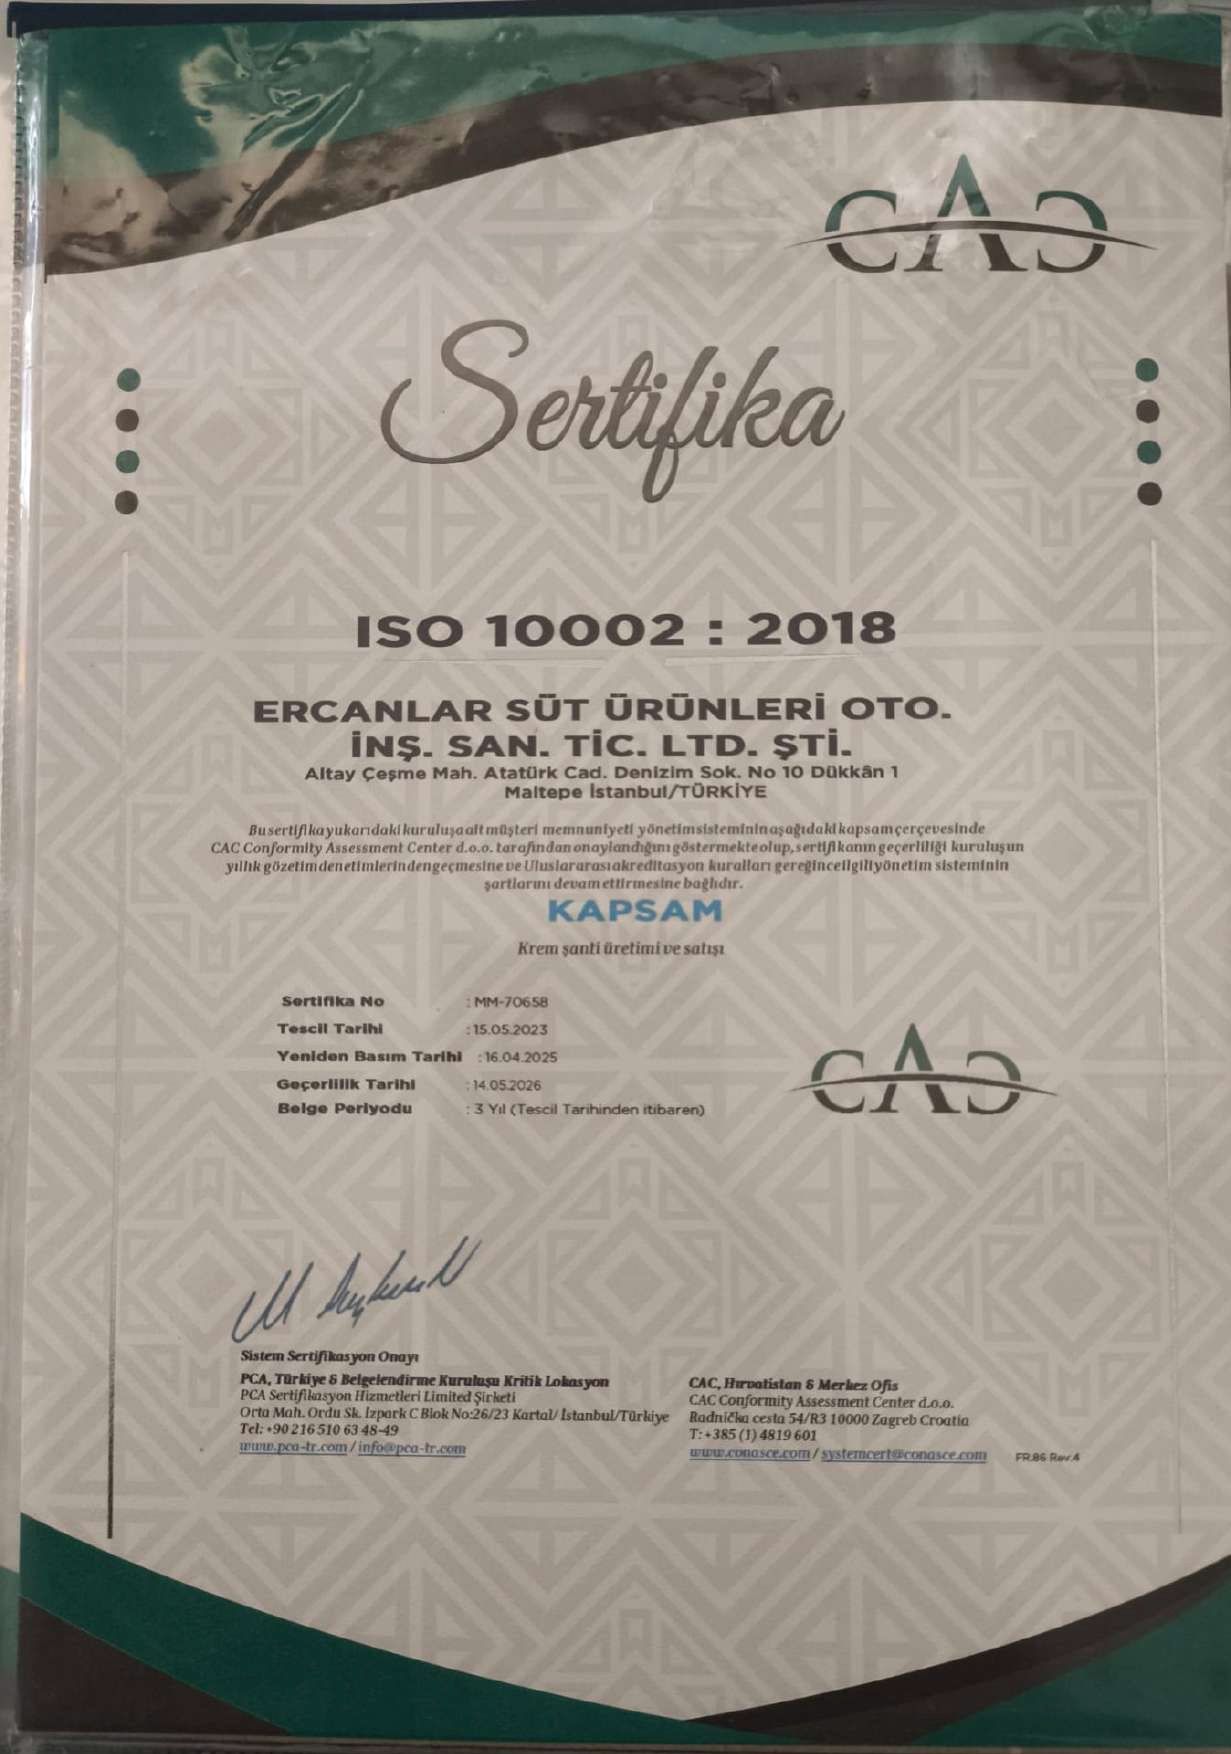 CAC
Sertifika
ISO 10002 : 2018
ERCANLAR SÜT ÜRÜNLERİ OTO.
İNŞ. SAN. TİC. LTD. ŞTİ.
Altay Çeşme Mah. Atatürk Cad. Denizim Sok. No 10 Dükkân 1
Maltepe İstanbul/TÜRKİYE
Bu sertifika yukarıdaki kuruluşa ait müşteri memnuniyeti yönetim sisteminin aşağıdaki kapsam çerçevesinde
CAC Conformity Assessment Center d.o.o. tarafından onaylandığını göstermekte olup, sertifikanın geçerliliği kuruluşun
yıllık gözetim denetimlerinden geçmesine ve Uluslararası akreditasyon kuralları gereğince ilgili yönetim sisteminin
şartlarını devam ettirmesine bağlıdır.
KAPSAM
Krem şanti üretimi ve satışı
Sertifika No : MM-70658
Tescil Tarihi : 15.05.2023
Yeniden Basım Tarihi : 16.04.2025
Geçerlilik Tarihi : 14.05.2026
Belge Periyodu : 3 Yıl (Tescil Tarihinden itibaren)
CAC
Sistem Sertifikasyon Onayı
PCA, Türkiye & Belgelendirme Kuruluşu Kritik Lokasyon
PCA Sertifikasyon Hizmetleri Limited Şirketi
Orta Mah. Ordu Sk. İzpark C Blok No:26/23 Kartal/ İstanbul/Türkiye
Tel: +90 216 510 63 48-49
www.pca-tr.com / info@pca-tr.com
CAC, Hırvatistan & Merkez Ofis
CAC Conformity Assessment Center d.o.o.
Radnička cesta 54/R3 10000 Zagreb Croatia
T: +385 (1) 4819 601
www.conasce.com / systemcert@conasce.com
FR.86 Rev.4